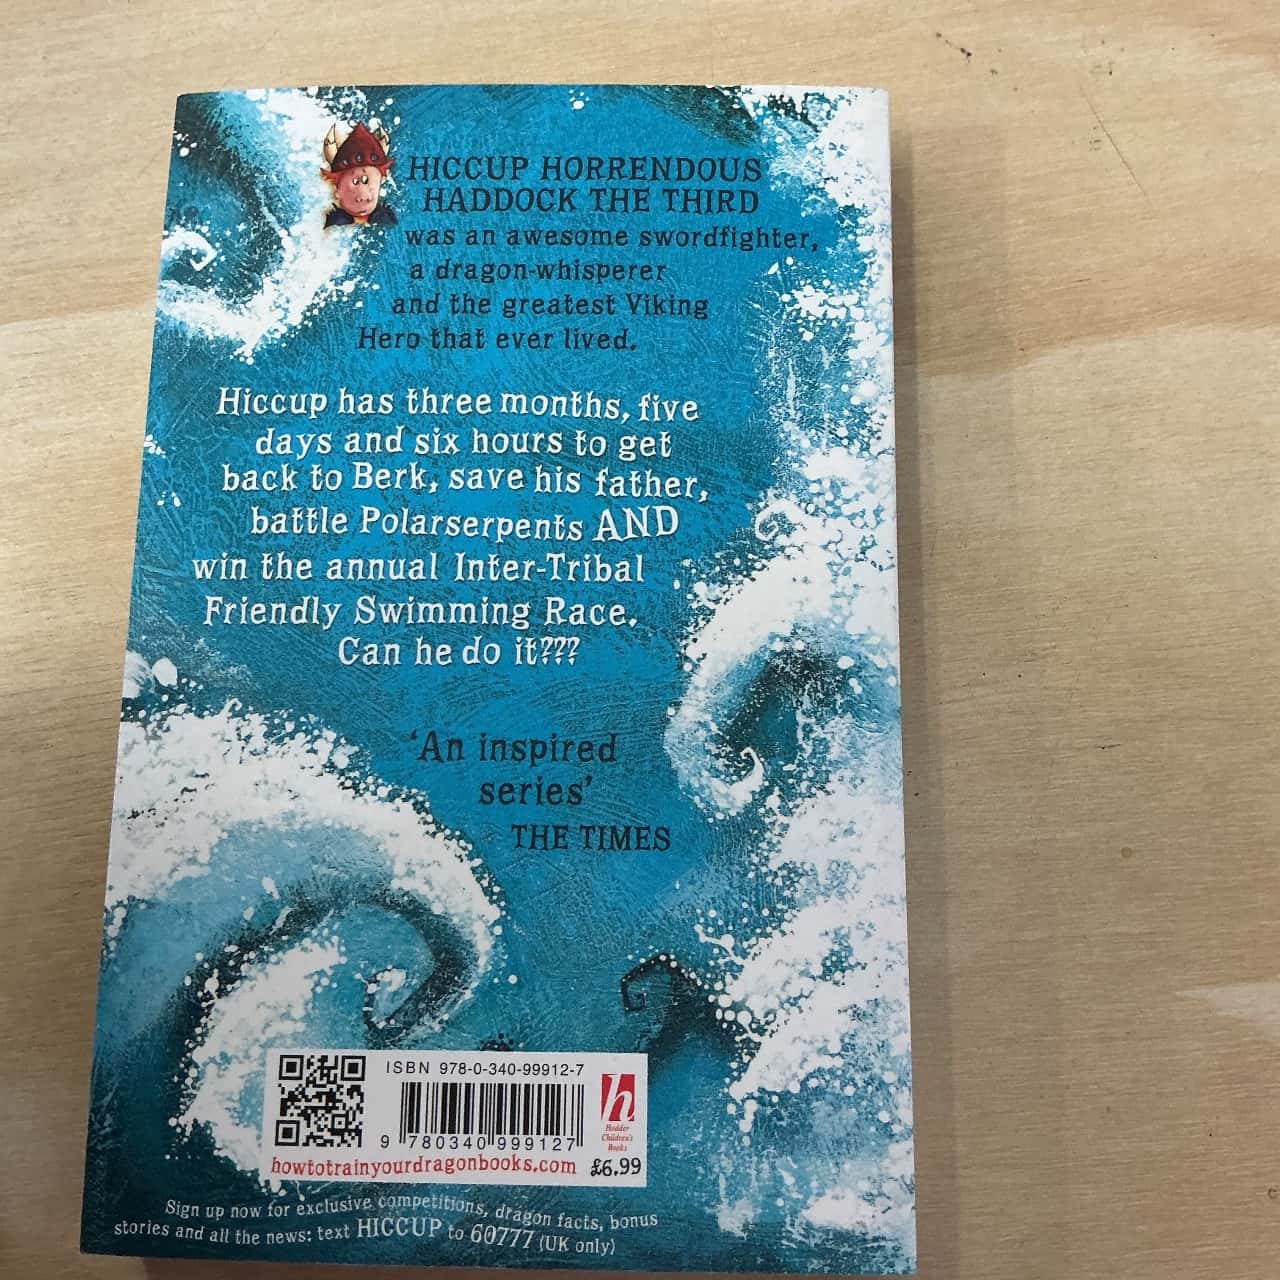 HICCUP HORRENDOUS
HADDOCK THE THIRD
was an awesome swordfighter,
a dragon-whisperer
and the greatest Viking
Hero that ever lived.
Hiccup has three months, five
days and six hours to get
back to Berk, save his father,
battle Polarserpents AND
win the annual Inter-Tribal
Friendly Swimming Race.
Can he do it???
‘An inspired
series’
THE TIMES
ISBN 978-0-340-99912-7
9 780340 999127
h
Hodder
Children's
Books
howtotrainyourdragonbooks.com
£6.99
Sign up now for exclusive competitions, dragon facts, bonus
stories and all the news: text HICCUP to 60777 (UK only)